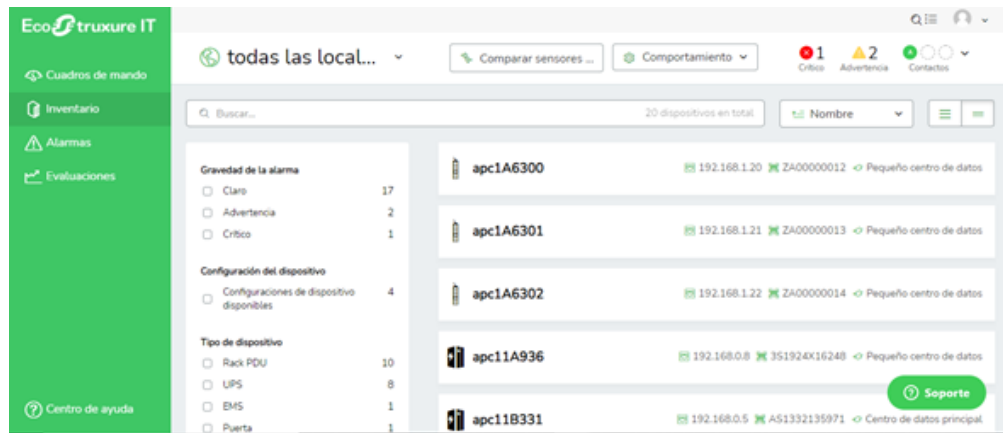 EcoStruxure IT
todas las local...
Comparar sensores ...
Comportamiento
1
Crítico
2
Advertencia
Contactos
Cuadros de mando
Inventario
Alarmas
Evaluaciones
Centro de ayuda
Buscar...
20 dispositivos en total
Nombre
Gravedad de la alarma
Claro 17
Advertencia 2
Crítico 1
Configuración del dispositivo
Configuraciones de dispositivo 4
disponibles
Tipo de dispositivo
Rack PDU 10
UPS 8
EMS 1
Puerta 1
apc1A6300 192.168.1.20 ZA00000012 Pequeño centro de datos
apc1A6301 192.168.1.21 ZA00000013 Pequeño centro de datos
apc1A6302 192.168.1.22 ZA00000014 Pequeño centro de datos
apc11A936 192.168.0.8 3S1924X16248 Pequeño centro de datos
Soporte
apc11B331 192.168.0.5 AS1332135971 Centro de datos principal